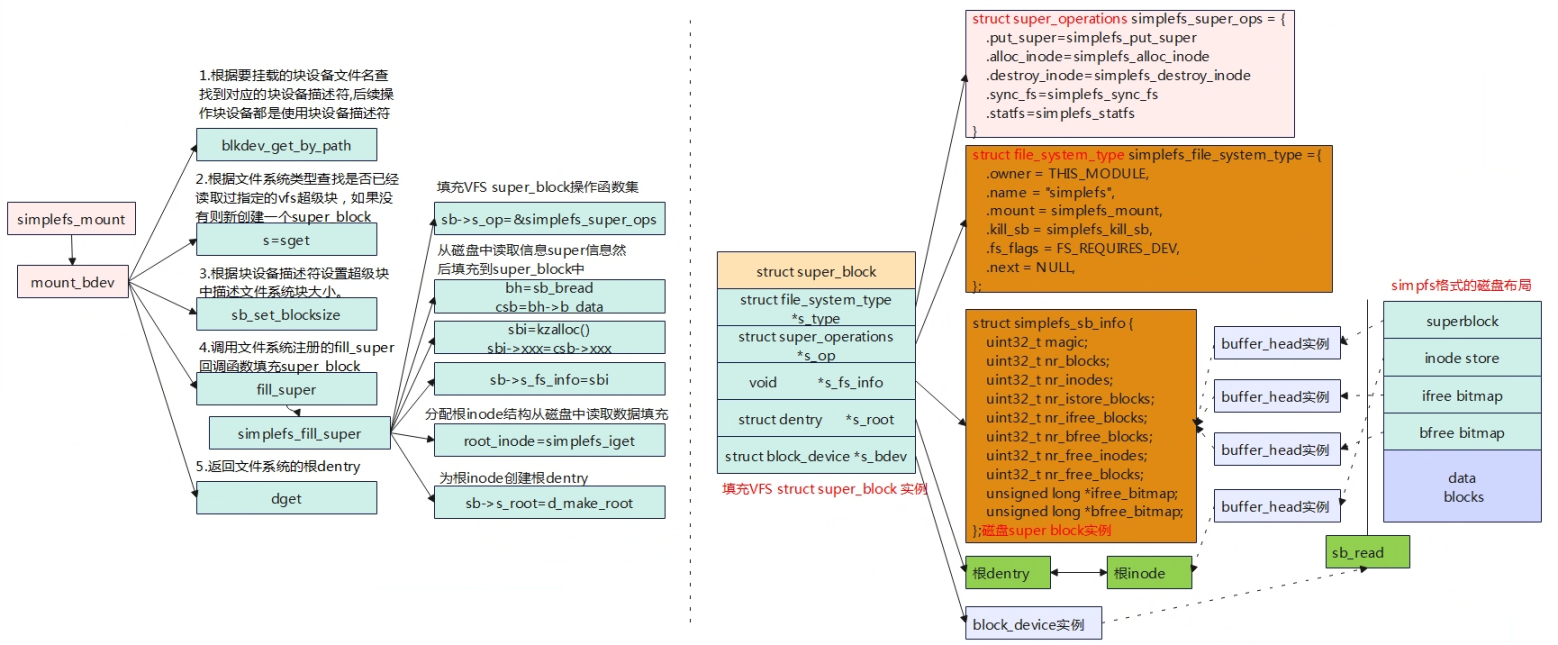 simplefs_mount
mount_bdev
1.根据要挂载的块设备文件名查
找到对应的块设备描述符,后续操
作块设备都是使用块设备描述符
blkdev_get_by_path
2.根据文件系统类型查找是否已经
读取过指定的vfs超级块，如果没
有则新创建一个super_block
s=sget
3.根据块设备描述符设置超级块
中描述文件系统块大小。
sb_set_blocksize
4.调用文件系统注册的fill_super
回调函数填充super_block
fill_super
simplefs_fill_super
5.返回文件系统的根dentry
dget
填充VFS super_block操作函数集
sb->s_op=&simplefs_super_ops
从磁盘中读取信息super信息然
后填充到super_block中
bh=sb_bread
csb=bh->b_data
sbi=kzalloc()
sbi->xxx=csb->xxx
sb->s_fs_info=sbi
分配根inode结构从磁盘中读取数据填充
root_inode=simplefs_iget
为根inode创建根dentry
sb->s_root=d_make_root
struct super_block
struct file_system_type
*s_type
struct super_operations
*s_op
void *s_fs_info
struct dentry *s_root
struct block_device *s_bdev
填充VFS struct super_block 实例
struct super_operations simplefs_super_ops = {
.put_super=simplefs_put_super
.alloc_inode=simplefs_alloc_inode
.destroy_inode=simplefs_destroy_inode
.sync_fs=simplefs_sync_fs
.statfs=simplefs_statfs
}
struct file_system_type simplefs_file_system_type ={
.owner = THIS_MODULE,
.name = "simplefs",
.mount = simplefs_mount,
.kill_sb = simplefs_kill_sb,
.fs_flags = FS_REQUIRES_DEV,
.next = NULL,
};
struct simplefs_sb_info {
uint32_t magic;
uint32_t nr_blocks;
uint32_t nr_inodes;
uint32_t nr_istore_blocks;
uint32_t nr_ifree_blocks;
uint32_t nr_bfree_blocks;
uint32_t nr_free_inodes;
uint32_t nr_free_blocks;
unsigned long *ifree_bitmap;
unsigned long *bfree_bitmap;
};磁盘super block实例
根dentry
根inode
block_device实例
buffer_head实例
buffer_head实例
buffer_head实例
buffer_head实例
sb_read
simpfs格式的磁盘布局
superblock
inode store
ifree bitmap
bfree bitmap
data
blocks